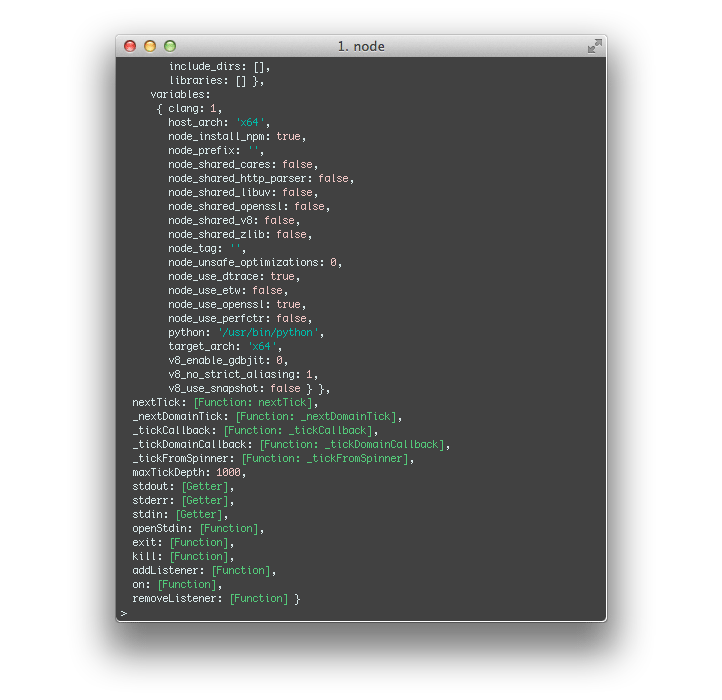 1. node
include_dirs: [],
libraries: [] },
variables:
{ clang: 1,
host_arch: 'x64',
node_install_npm: true,
node_prefix: '',
node_shared_cares: false,
node_shared_http_parser: false,
node_shared_libuv: false,
node_shared_openssl: false,
node_shared_v8: false,
node_shared_zlib: false,
node_tag: '',
node_unsafe_optimizations: 0,
node_use_dtrace: true,
node_use_etw: false,
node_use_openssl: true,
node_use_perfctr: false,
python: '/usr/bin/python',
target_arch: 'x64',
v8_enable_gdbjit: 0,
v8_no_strict_aliasing: 1,
v8_use_snapshot: false } },
nextTick: [Function: nextTick],
_nextDomainTick: [Function: _nextDomainTick],
_tickCallback: [Function: _tickCallback],
_tickDomainCallback: [Function: _tickDomainCallback],
_tickFromSpinner: [Function: _tickFromSpinner],
maxTickDepth: 1000,
stdout: [Getter],
stderr: [Getter],
stdin: [Getter],
openStdin: [Function],
exit: [Function],
kill: [Function],
addListener: [Function],
on: [Function],
removeListener: [Function] }
>